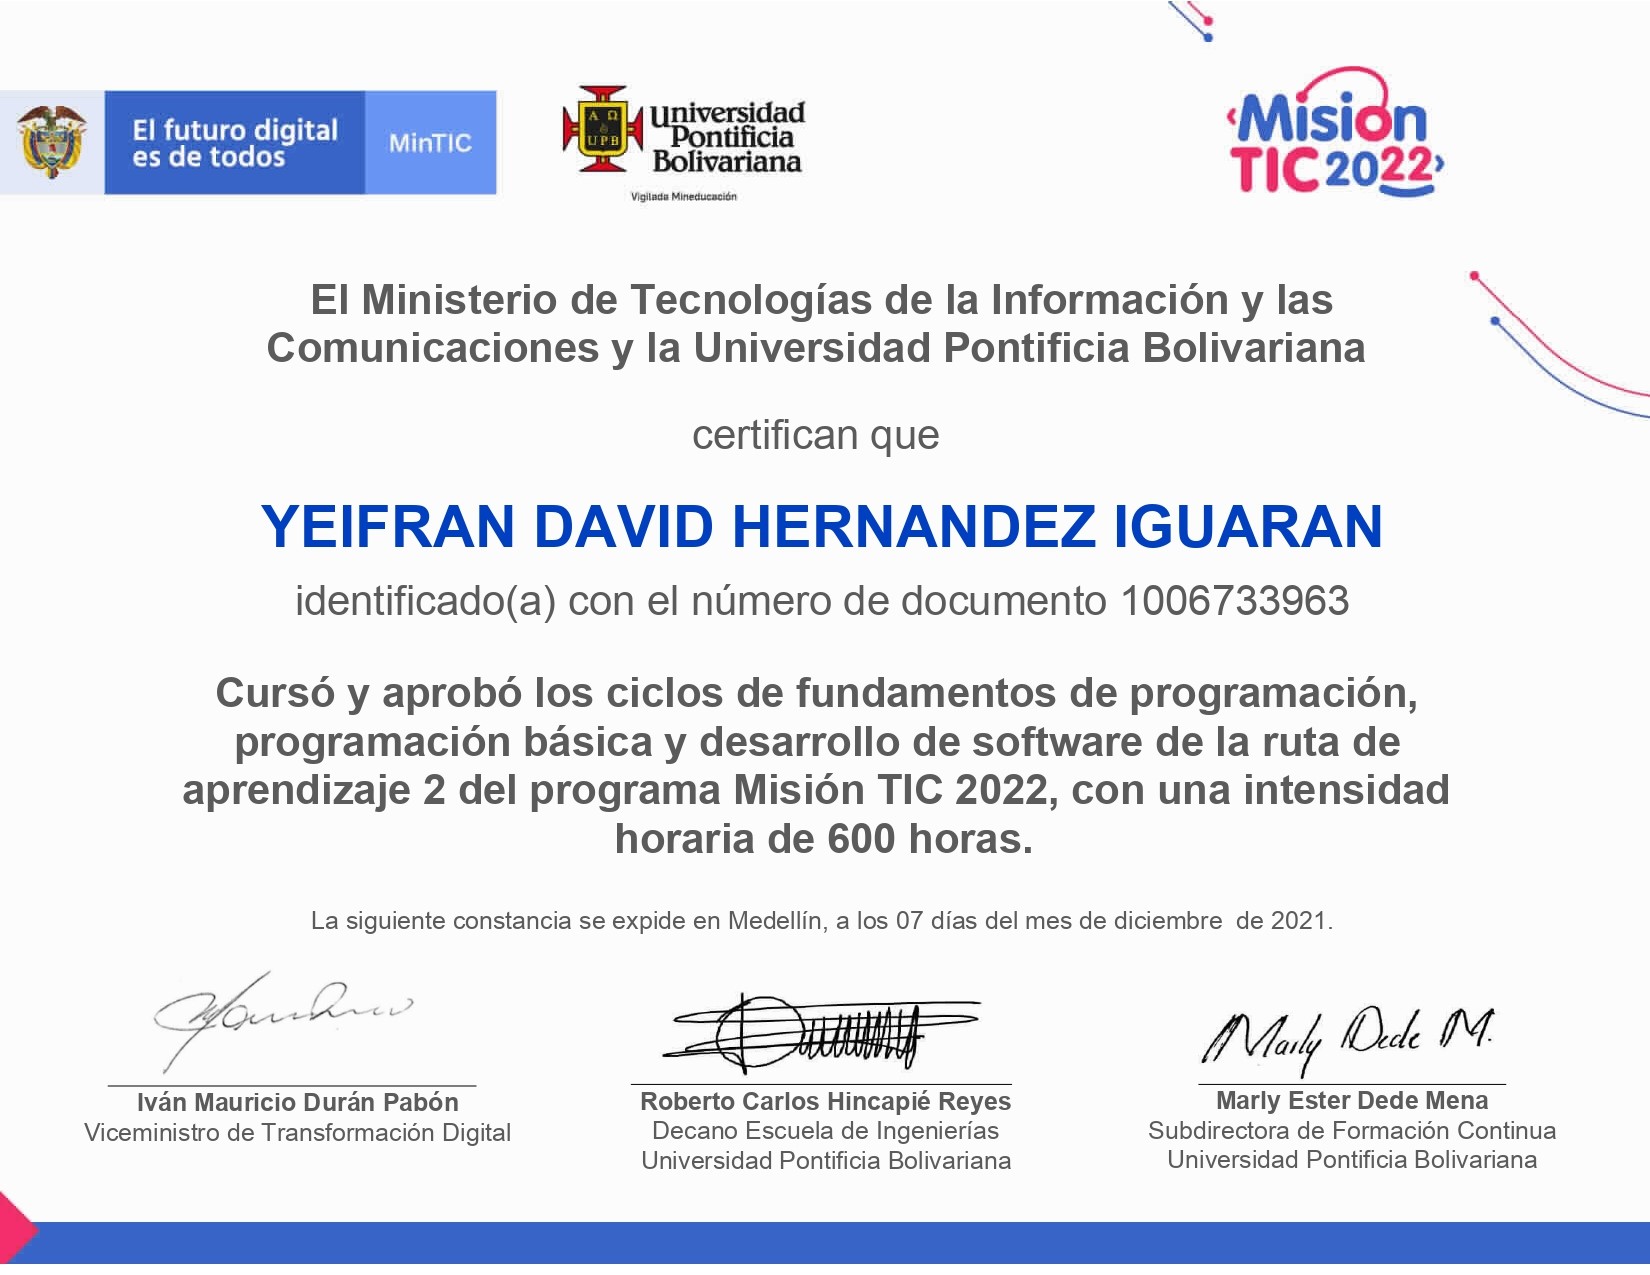 El futuro digital
es de todos
MinTIC
Α Ω
&
UPB
Universidad
Pontificia
Bolivariana
Vigilada Mineducación
‹Misión
TIC 2022›
El Ministerio de Tecnologías de la Información y las
Comunicaciones y la Universidad Pontificia Bolivariana
certifican que
YEIFRAN DAVID HERNANDEZ IGUARAN
identificado(a) con el número de documento 1006733963
Cursó y aprobó los ciclos de fundamentos de programación,
programación básica y desarrollo de software de la ruta de
aprendizaje 2 del programa Misión TIC 2022, con una intensidad
horaria de 600 horas.
La siguiente constancia se expide en Medellín, a los 07 días del mes de diciembre de 2021.
Marly Dede M.
Iván Mauricio Durán Pabón
Viceministro de Transformación Digital
Roberto Carlos Hincapié Reyes
Decano Escuela de Ingenierías
Universidad Pontificia Bolivariana
Marly Ester Dede Mena
Subdirectora de Formación Continua
Universidad Pontificia Bolivariana